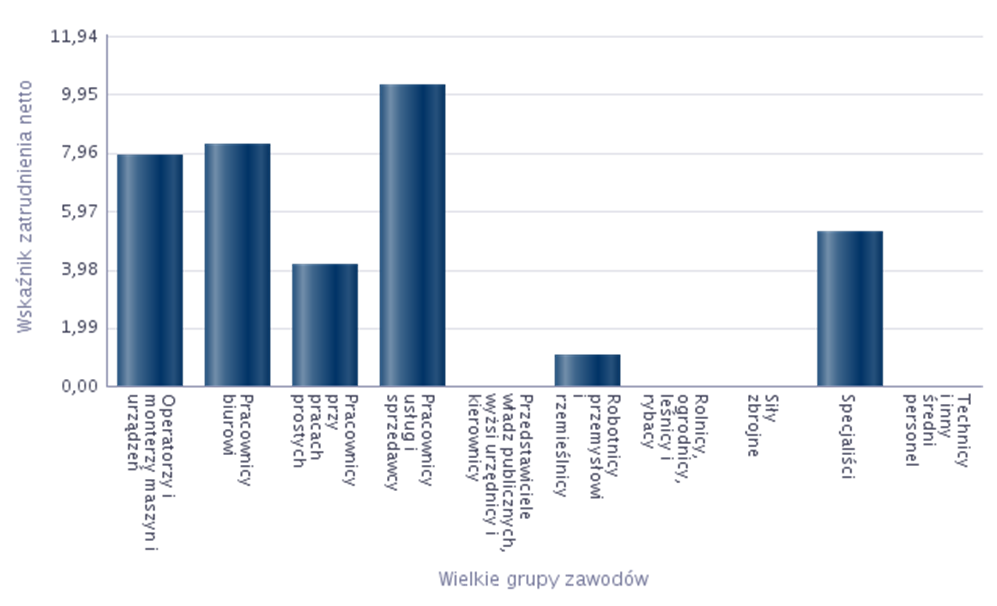 11,94
9,95
7,96
5,97
3,98
1,99
0,00
Wskaźnik zatrudnienia netto
Operatorzy i
monterzy maszyn i
urządzeń
Pracownicy
biurowi
Pracownicy
przy
pracach
prostych
Pracownicy
usług i
sprzedawcy
Przedstawiciele
władz publicznych,
wyżsi urzędnicy i
kierownicy
Robotnicy
przemysłowi
i
rzemieślnicy
Rolnicy,
ogrodnicy,
leśnicy i
rybacy
Siły
zbrojne
Specjaliści
Technicy
i inny
średni
personel
Wielkie grupy zawodów